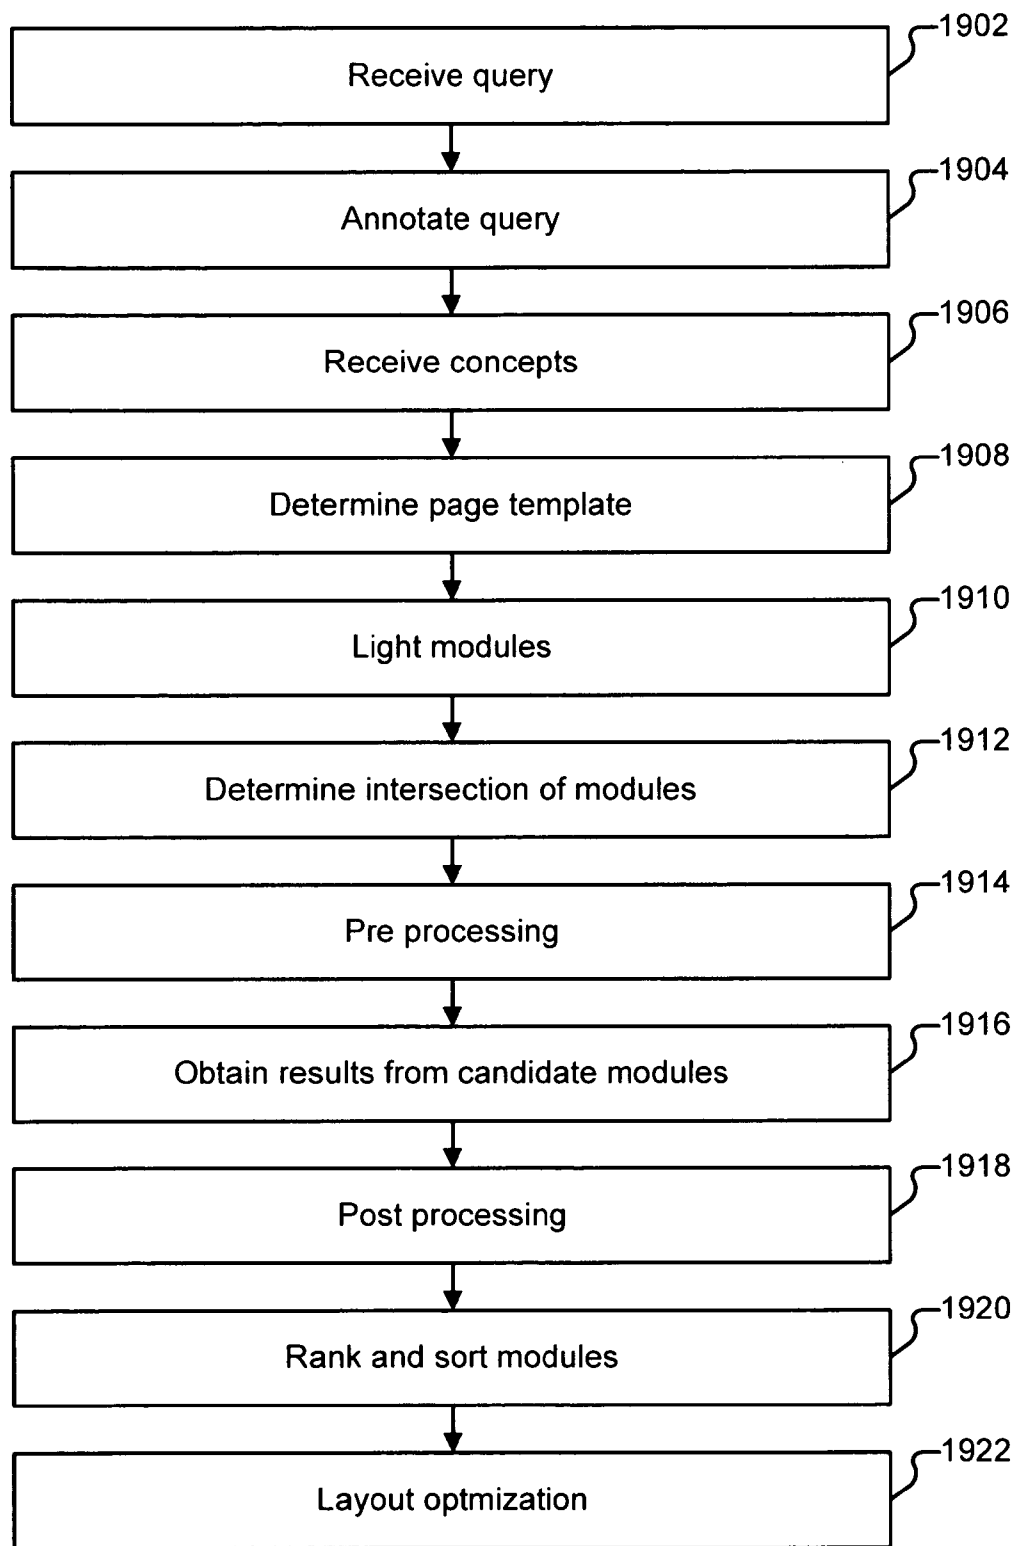 1902
Receive query
1904
Annotate query
1906
Receive concepts
1908
Determine page template
1910
Light modules
1912
Determine intersection of modules
1914
Pre processing
1916
Obtain results from candidate modules
1918
Post processing
1920
Rank and sort modules
1922
Layout optmization